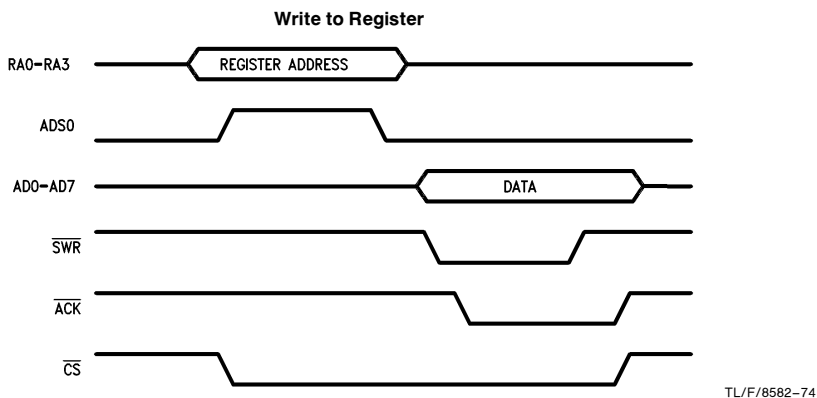 Write to Register
RA0–RA3
REGISTER ADDRESS
ADS0
AD0–AD7
DATA
SWR
ACK
CS
TL/F/8582–74